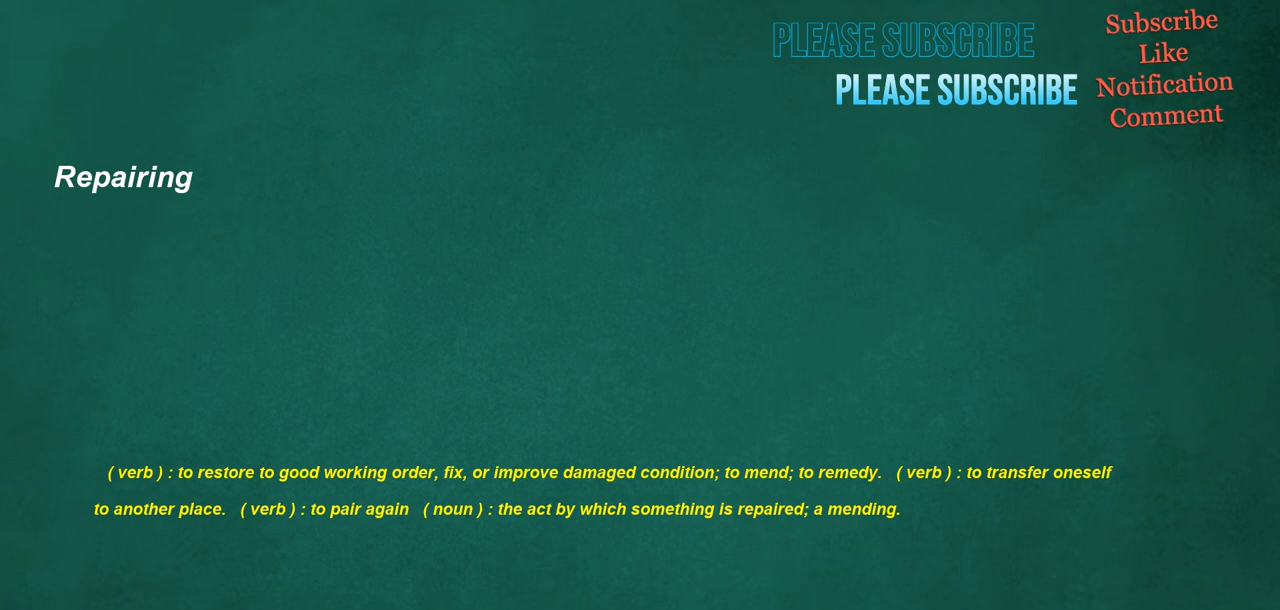 PLEASE SUBSCRIBE
PLEASE SUBSCRIBE
Subscribe
Like
Notification
Comment
Repairing
( verb ) : to restore to good working order, fix, or improve damaged condition; to mend; to remedy.   ( verb ) : to transfer oneself
to another place.   ( verb ) : to pair again   ( noun ) : the act by which something is repaired; a mending.